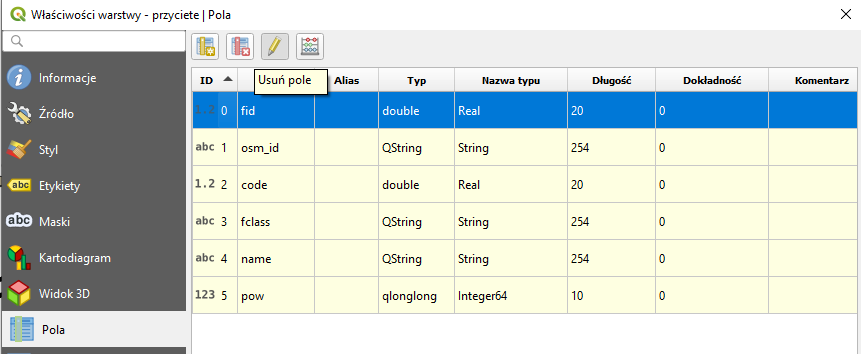 Właściwości warstwy - przyciete | Pola
Usuń pole
ID Alias Typ Nazwa typu Długość Dokładność Komentarz
Informacje
Źródło
Styl
abc Etykiety
abc Maski
Kartodiagram
Widok 3D
Pola
1.2 0 fid double Real 20 0
abc 1 osm_id QString String 254 0
1.2 2 code double Real 20 0
abc 3 fclass QString String 254 0
abc 4 name QString String 254 0
123 5 pow qlonglong Integer64 10 0